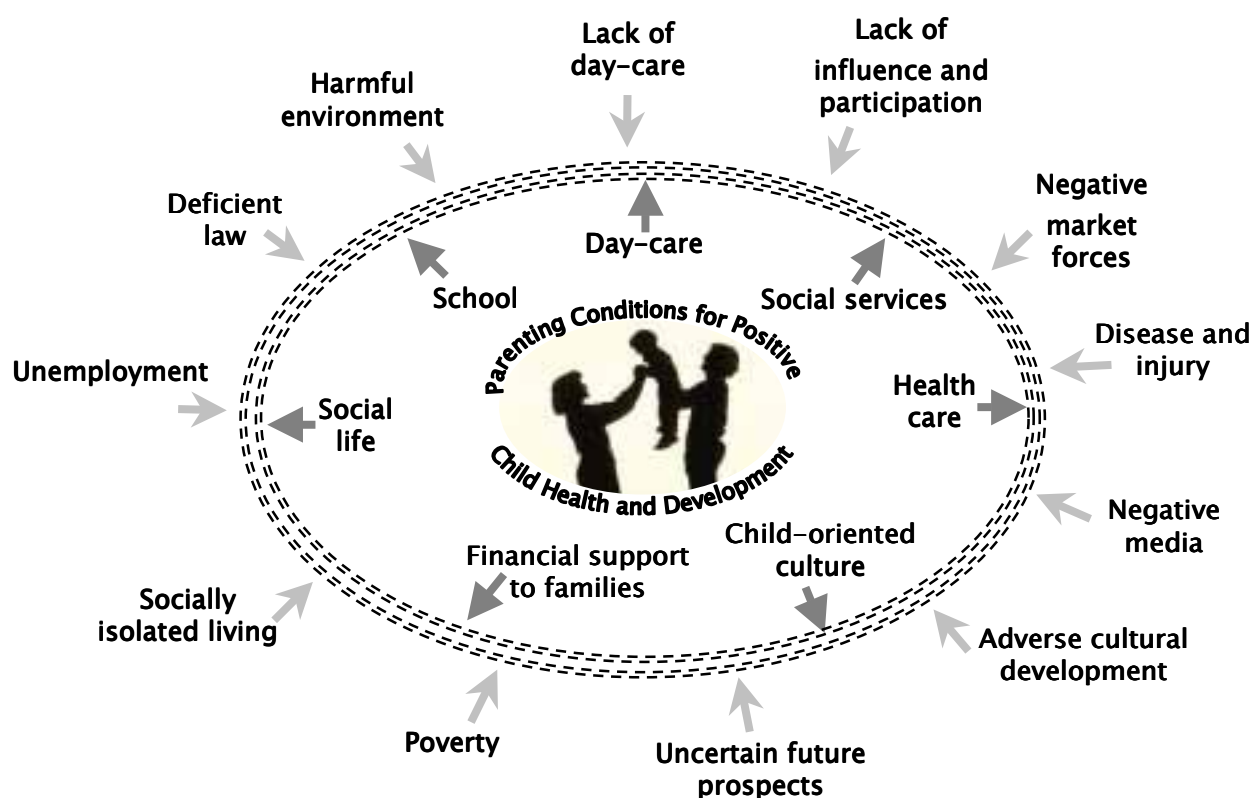 Lack of
day-care
Lack of
influence and
participation
Harmful
environment
Negative
market
forces
Deficient
law
Day-care
School
Social services
Parenting Conditions for Positive
Disease and
injury
Unemployment
Health
care
Social
life
Child Health and Development
Negative
media
Child-oriented
culture
Financial support
to families
Socially
isolated living
Adverse cultural
development
Poverty
Uncertain future
prospects